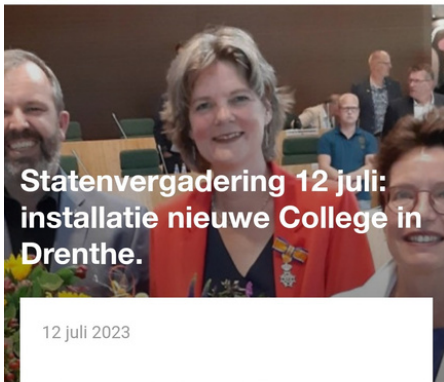 Statenvergadering 12 juli:
installatie nieuwe College in
Drenthe.
12 juli 2023